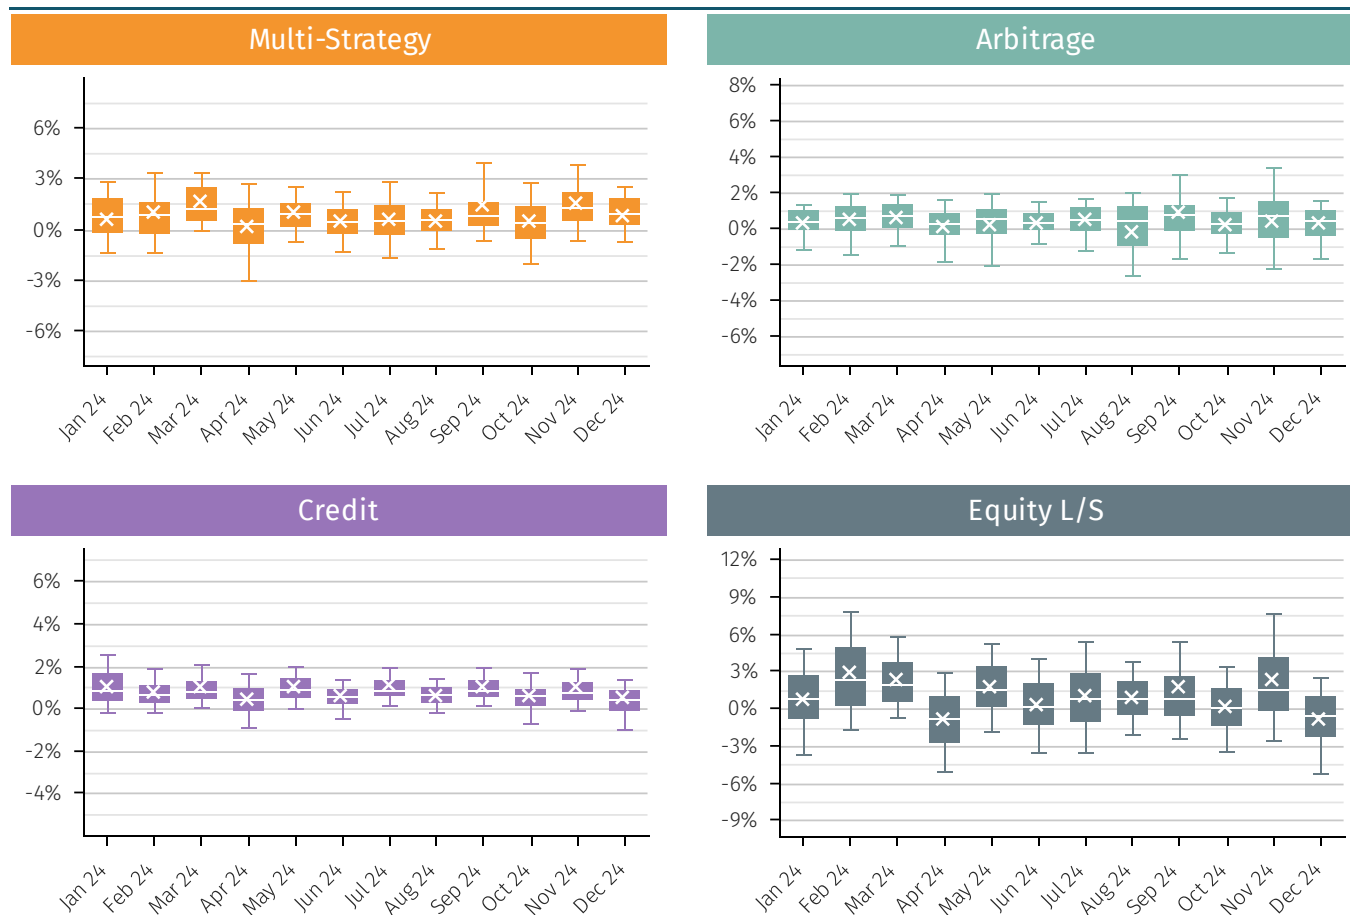 Multi-Strategy
6%
3%
0%
-3%
-6%
Jan 24
Feb 24
Mar 24
Apr 24
May 24
Jun 24
Jul 24
Aug 24
Sep 24
Oct 24
Nov 24
Dec 24
Arbitrage
8%
6%
4%
2%
0%
-2%
-4%
-6%
Jan 24
Feb 24
Mar 24
Apr 24
May 24
Jun 24
Jul 24
Aug 24
Sep 24
Oct 24
Nov 24
Dec 24
Credit
6%
4%
2%
0%
-2%
-4%
Jan 24
Feb 24
Mar 24
Apr 24
May 24
Jun 24
Jul 24
Aug 24
Sep 24
Oct 24
Nov 24
Dec 24
Equity L/S
12%
9%
6%
3%
0%
-3%
-6%
-9%
Jan 24
Feb 24
Mar 24
Apr 24
May 24
Jun 24
Jul 24
Aug 24
Sep 24
Oct 24
Nov 24
Dec 24